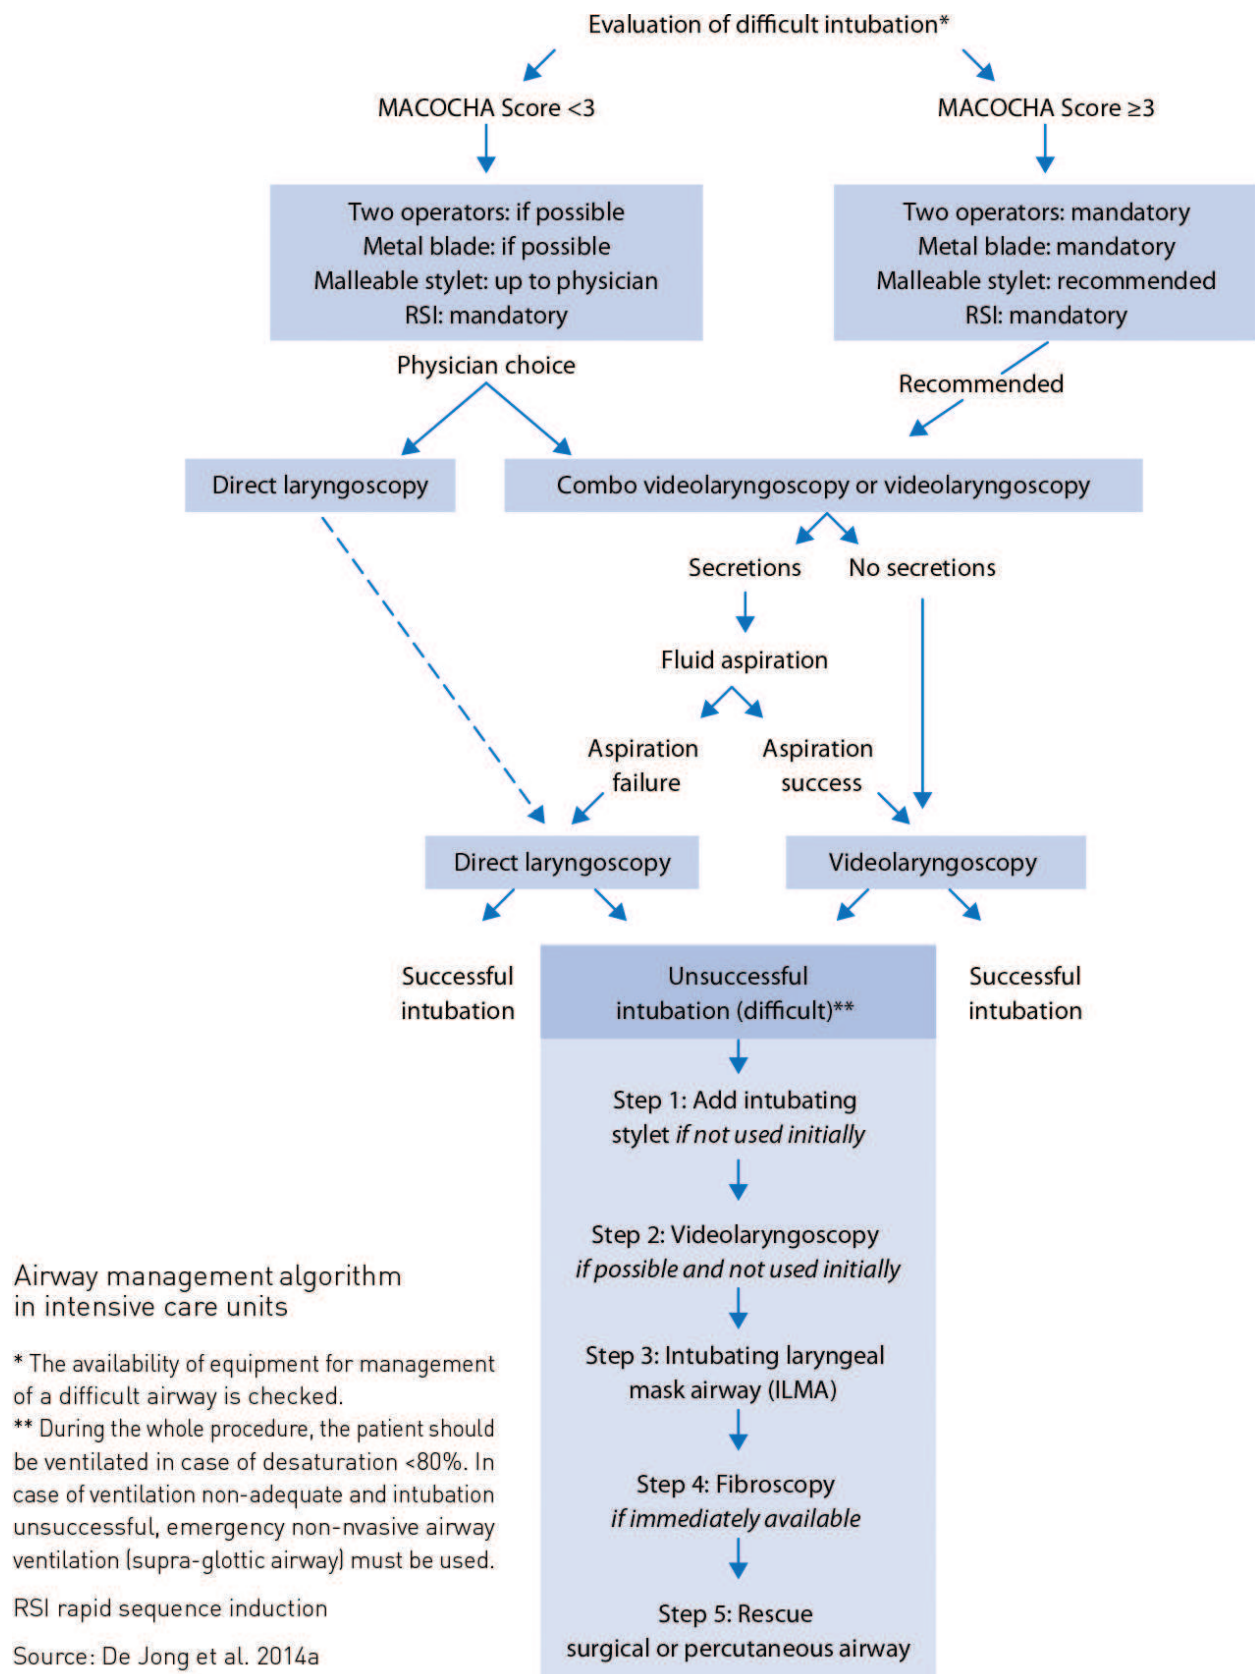 Evaluation of difficult intubation*
MACOCHA Score <3
MACOCHA Score ≥3
Two operators: if possible
Metal blade: if possible
Malleable stylet: up to physician
RSI: mandatory
Two operators: mandatory
Metal blade: mandatory
Malleable stylet: recommended
RSI: mandatory
Physician choice
Recommended
Direct laryngoscopy
Combo videolaryngoscopy or videolaryngoscopy
Secretions
No secretions
Fluid aspiration
Aspiration
failure
Aspiration
success
Direct laryngoscopy
Videolaryngoscopy
Successful
intubation
Unsuccessful
intubation (difficult)**
Successful
intubation
Step 1: Add intubating
stylet if not used initially
Step 2: Videolaryngoscopy
if possible and not used initially
Step 3: Intubating laryngeal
mask airway (ILMA)
Step 4: Fibroscopy
if immediately available
Step 5: Rescue
surgical or percutaneous airway
Airway management algorithm
in intensive care units
* The availability of equipment for management
of a difficult airway is checked.
** During the whole procedure, the patient should
be ventilated in case of desaturation <80%. In
case of ventilation non-adequate and intubation
unsuccessful, emergency non-nvasive airway
ventilation (supra-glottic airway) must be used.
RSI rapid sequence induction
Source: De Jong et al. 2014a